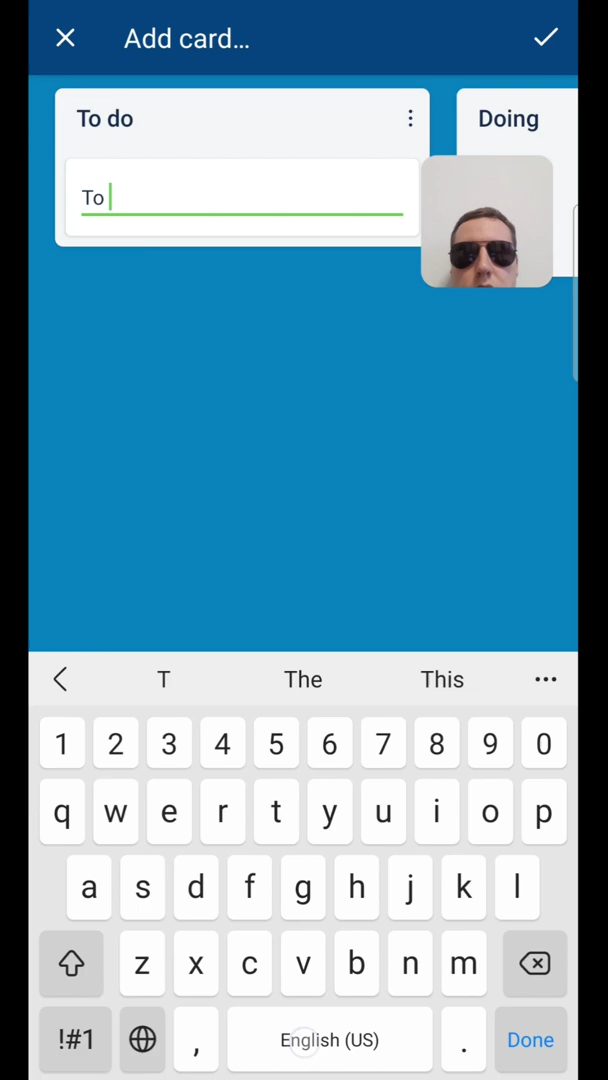 Add card...
To do
Doing
To
T
The
This
1 2 3 4 5 6 7 8 9 0
q w e r t y u i o p
a s d f g h j k l
z x c v b n m
!#1 , English (US) . Done